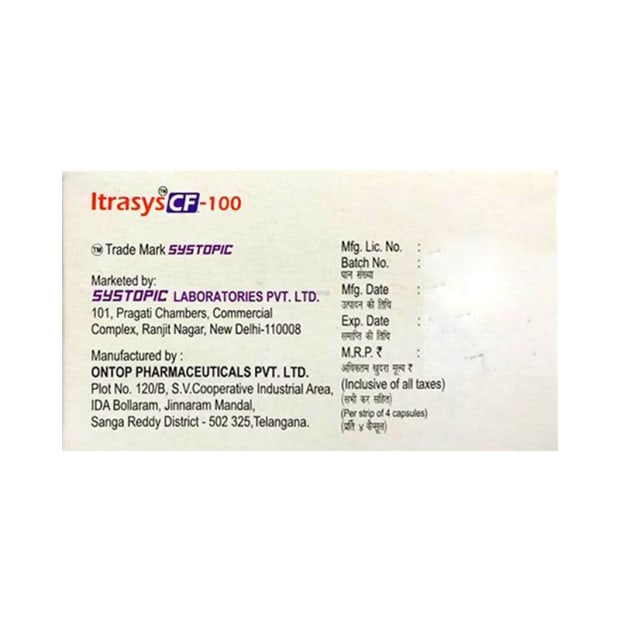 Itrasys™ CF-100
™ Trade Mark SYSTOPIC
Marketed by:
SYSTOPIC LABORATORIES PVT. LTD.
101, Pragati Chambers, Commercial
Complex, Ranjit Nagar, New Delhi-110008
Manufactured by :
ONTOP PHARMACEUTICALS PVT. LTD.
Plot No. 120/B, S.V.Cooperative Industrial Area,
IDA Bollaram, Jinnaram Mandal,
Sanga Reddy District - 502 325,Telangana.
Mfg. Lic. No. :
Batch No. :
घान संख्या
Mfg. Date :
उत्पादन की तिथि
Exp. Date :
समाप्ति की तिथि
M.R.P. ₹ :
अधिकतम खुदरा मूल्य ₹
(Inclusive of all taxes)
(सभी कर सहित)
(Per strip of 4 capsules)
(प्रति ४ कैप्सूल)